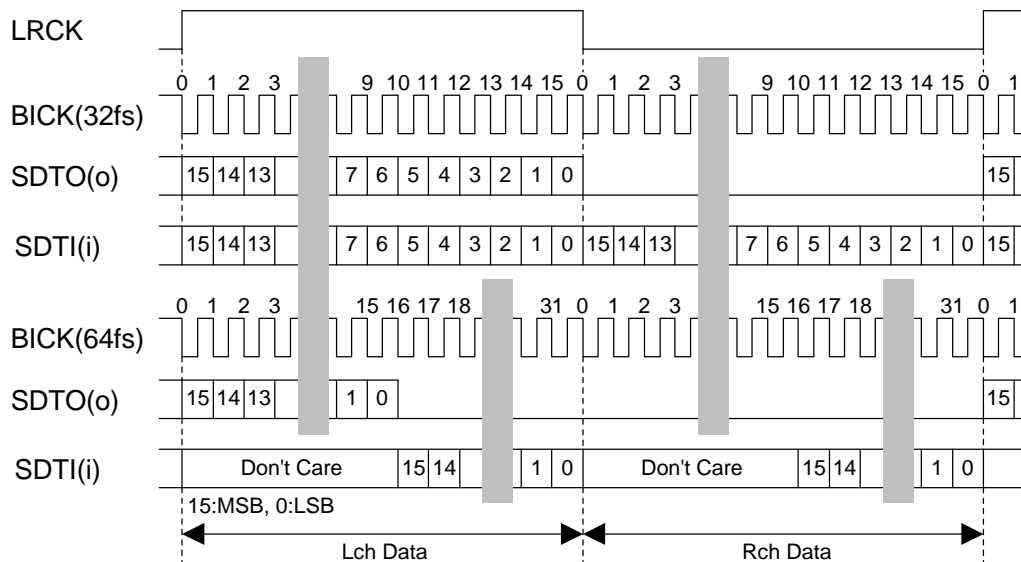 LRCK
0 1 2 3 9 10 11 12 13 14 15 0 1 2 3 9 10 11 12 13 14 15 0 1
BICK(32fs)
SDTO(o) 15 14 13 7 6 5 4 3 2 1 0 15
SDTI(i) 15 14 13 7 6 5 4 3 2 1 0 15 14 13 7 6 5 4 3 2 1 0 15
0 1 2 3 15 16 17 18 31 0 1 2 3 15 16 17 18 31 0 1
BICK(64fs)
SDTO(o) 15 14 13 1 0 15
SDTI(i) Don't Care 15 14 1 0 Don't Care 15 14 1 0
15:MSB, 0:LSB
Lch Data Rch Data